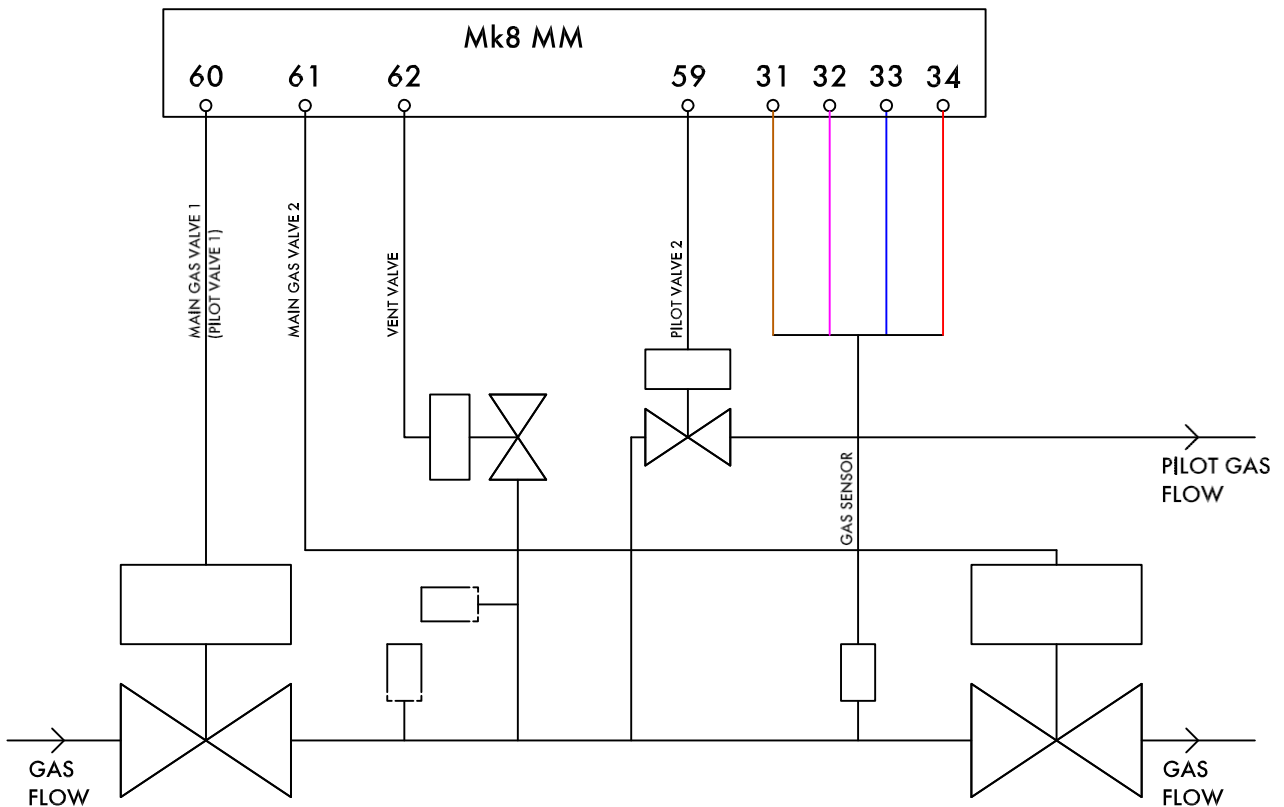 Mk8 MM
60 61 62 59 31 32 33 34
MAIN GAS VALVE 1
(PILOT VALVE 1)
MAIN GAS VALVE 2
VENT VALVE
PILOT VALVE 2
GAS SENSOR
PILOT GAS
FLOW
GAS
FLOW
GAS
FLOW